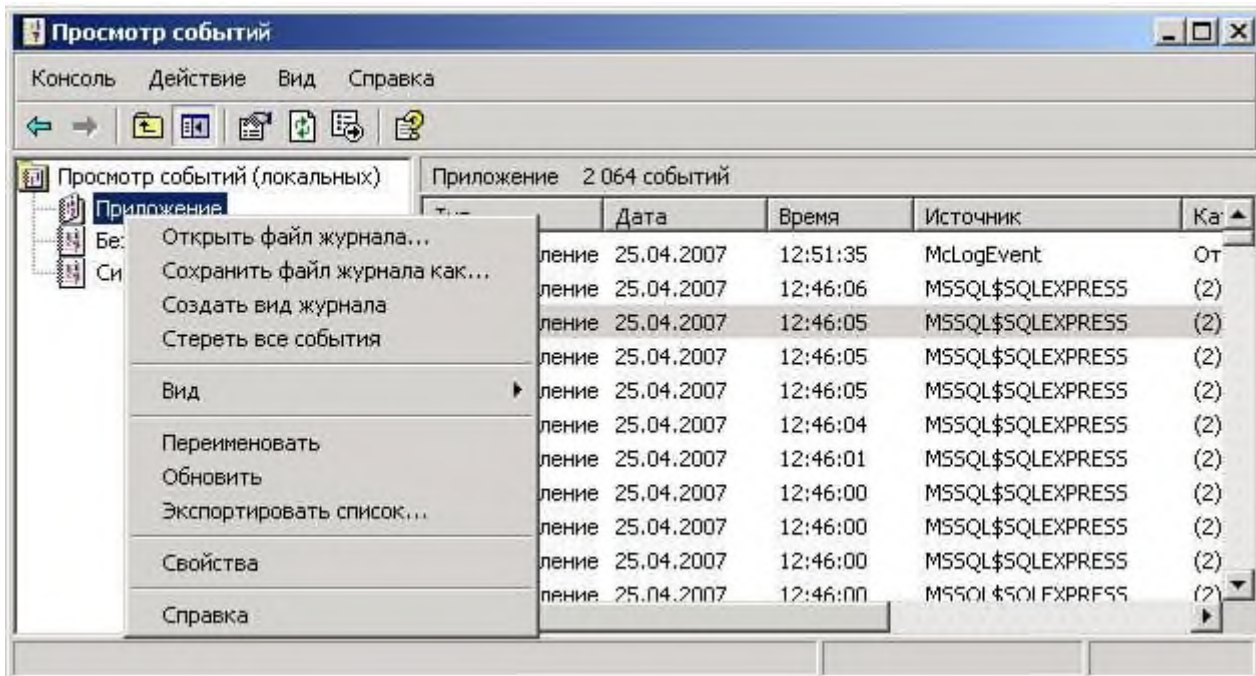 Просмотр событий
Консоль Действие Вид Справка
Просмотр событий (локальных)
Приложение
Приложение 2 064 событий
Дата Время Источник
25.04.2007 12:51:35 McLogEvent
25.04.2007 12:46:06 MSSQL$SQLEXPRESS (2)
25.04.2007 12:46:05 MSSQL$SQLEXPRESS (2)
25.04.2007 12:46:05 MSSQL$SQLEXPRESS (2)
25.04.2007 12:46:05 MSSQL$SQLEXPRESS (2)
25.04.2007 12:46:04 MSSQL$SQLEXPRESS (2)
25.04.2007 12:46:01 MSSQL$SQLEXPRESS (2)
25.04.2007 12:46:00 MSSQL$SQLEXPRESS (2)
25.04.2007 12:46:00 MSSQL$SQLEXPRESS (2)
25.04.2007 12:46:00 MSSQL$SQLEXPRESS (2)
25.04.2007 12:46:00 MSSQL$SQLEXPRESS (2)
Открыть файл журнала...
Сохранить файл журнала как...
Создать вид журнала
Стереть все события
Вид
Переименовать
Обновить
Экспортировать список...
Свойства
Справка